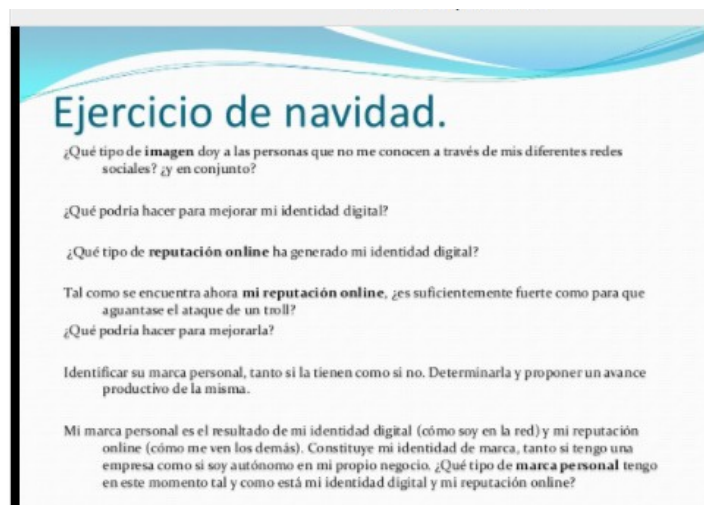 Ejercicio de navidad.
¿Qué tipo de imagen doy a las personas que no me conocen a través de mis diferentes redes
sociales? ¿y en conjunto?
¿Qué podría hacer para mejorar mi identidad digital?
¿Qué tipo de reputación online ha generado mi identidad digital?
Tal como se encuentra ahora mi reputación online, ¿es suficientemente fuerte como para que
aguantase el ataque de un troll?
¿Qué podría hacer para mejorarla?
Identificar su marca personal, tanto si la tienen como si no. Determinarla y proponer un avance
productivo de la misma.
Mi marca personal es el resultado de mi identidad digital (cómo soy en la red) y mi reputación
online (cómo me ven los demás). Constituye mi identidad de marca, tanto si tengo una
empresa como si soy autónomo en mi propio negocio. ¿Qué tipo de marca personal tengo
en este momento tal y como está mi identidad digital y mi reputación online?